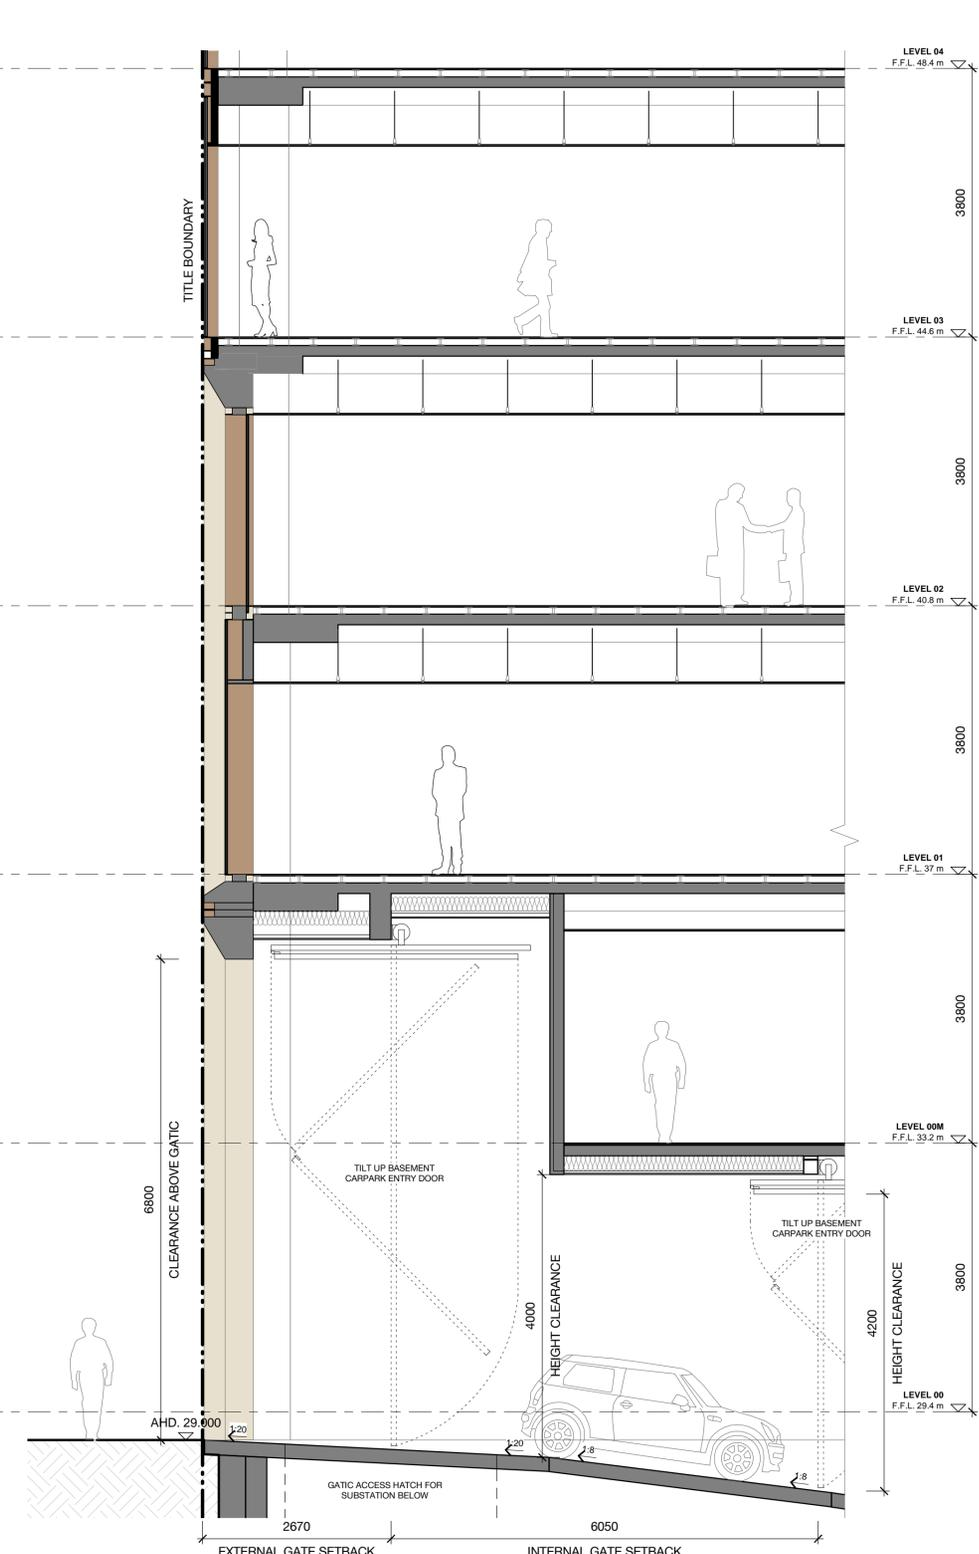 LEVEL 04
F.F.L. 48.4 m
3800
TITLE BOUNDARY
LEVEL 03
F.F.L. 44.6 m
3800
LEVEL 02
F.F.L. 40.8 m
3800
LEVEL 01
F.F.L. 37 m
3800
LEVEL 00M
F.F.L. 33.2 m
6800
CLEARANCE ABOVE GATIC
TILT UP BASEMENT
CARPARK ENTRY DOOR
TILT UP BASEMENT
CARPARK ENTRY DOOR
3800
4000
HEIGHT CLEARANCE
4200
HEIGHT CLEARANCE
LEVEL 00
F.F.L. 29.4 m
AHD. 29.000
1:20
1:20
1:8
1:8
GATIC ACCESS HATCH FOR
SUBSTATION BELOW
2670
6050
EXTERNAL GATE SETBACK
INTERNAL GATE SETBACK